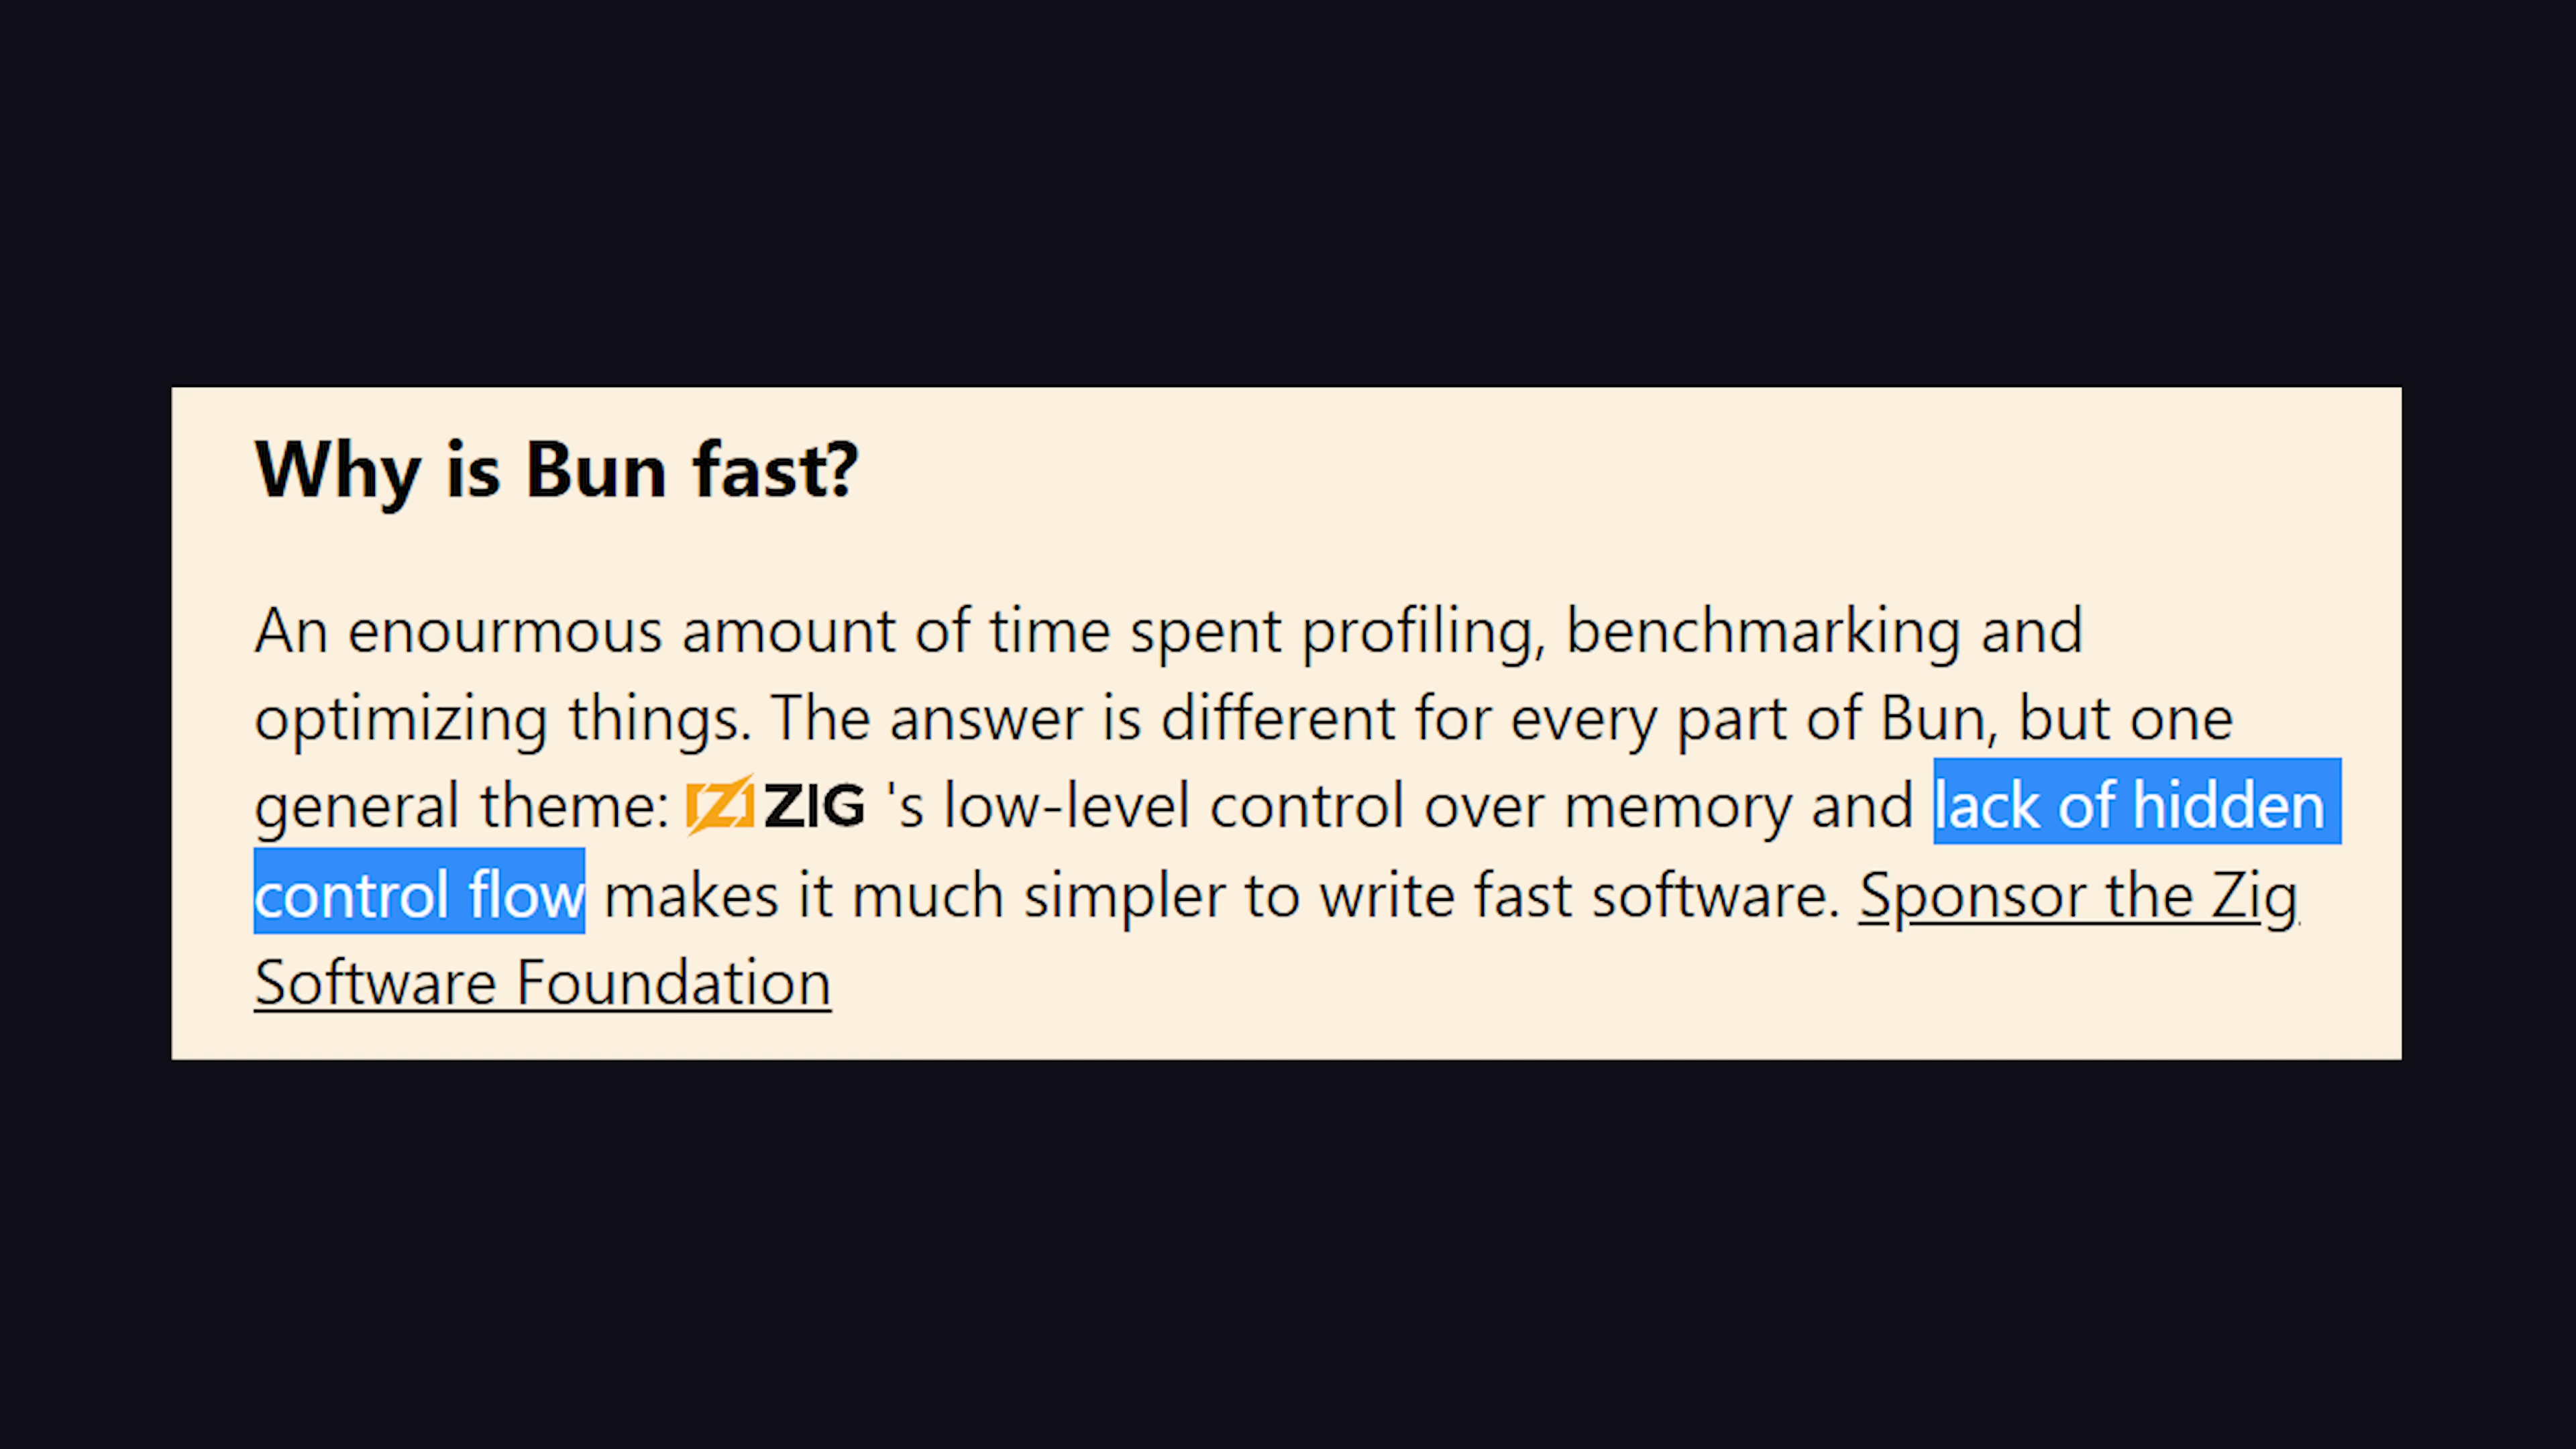 Why is Bun fast?
An enourmous amount of time spent profiling, benchmarking and
optimizing things. The answer is different for every part of Bun, but one
general theme: ZIG 's low-level control over memory and lack of hidden
control flow makes it much simpler to write fast software. Sponsor the Zig
Software Foundation